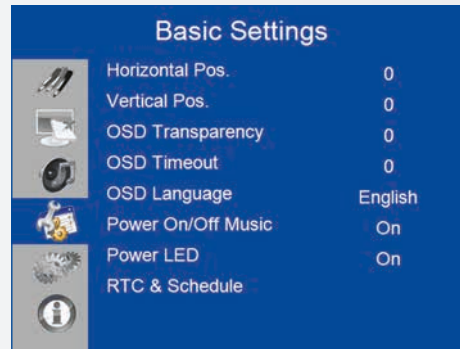 Basic Settings
Horizontal Pos. 0
Vertical Pos. 0
OSD Transparency 0
OSD Timeout 0
OSD Language English
Power On/Off Music On
Power LED On
RTC & Schedule